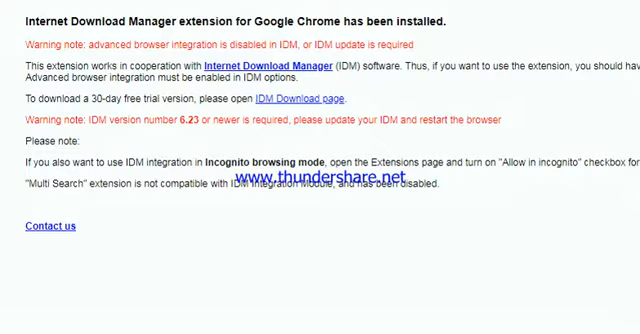 Internet Download Manager extension for Google Chrome has been installed.
Warning note: advanced browser integration is disabled in IDM, or IDM update is required
This extension works in cooperation with Internet Download Manager (IDM) software. Thus, if you want to use the extension, you should hav
Advanced browser integration must be enabled in IDM options.
To download a 30-day free trial version, please open IDM Download page.
Warning note: IDM version number 6.23 or newer is required, please update your IDM and restart the browser
Please note:
If you also want to use IDM integration in Incognito browsing mode, open the Extensions page and turn on "Allow in incognito" checkbox for
www.thundershare.net
"Multi Search" extension is not compatible with IDM Integration Module, and has been disabled.
Contact us